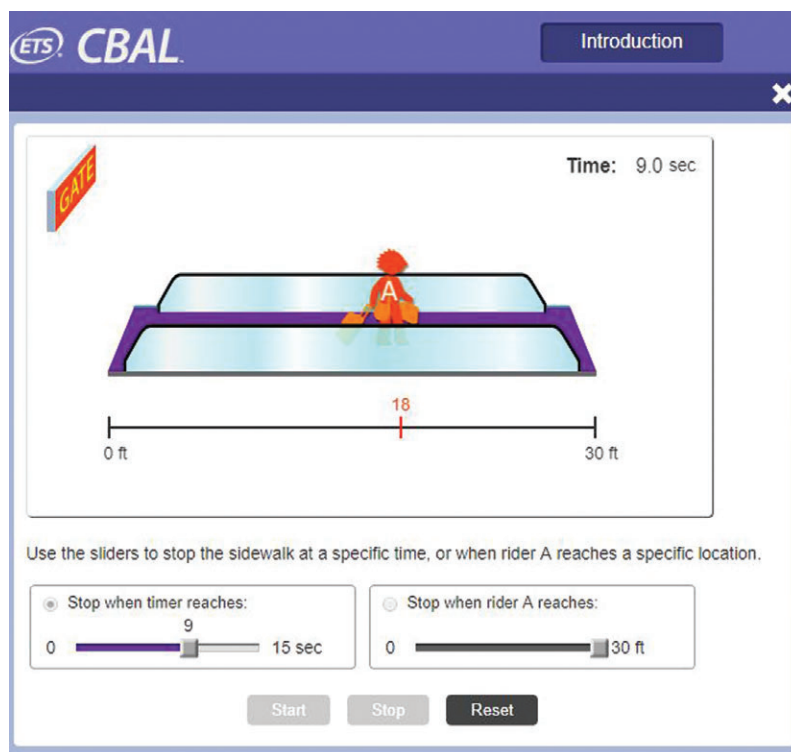 ETS CBAL
Introduction
GATE
Time: 9.0 sec
A
18
0 ft 30 ft
Use the sliders to stop the sidewalk at a specific time, or when rider A reaches a specific location.
Stop when timer reaches: Stop when rider A reaches:
9
0 15 sec 0 30 ft
Start Stop Reset